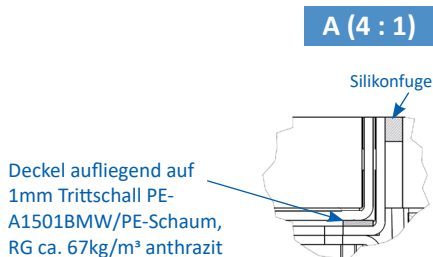 A (4 : 1)
Silikonfuge
Deckel aufliegend auf
1mm Trittschall PE-
A1501BMW/PE-Schaum,
RG ca. 67kg/m³ anthrazit